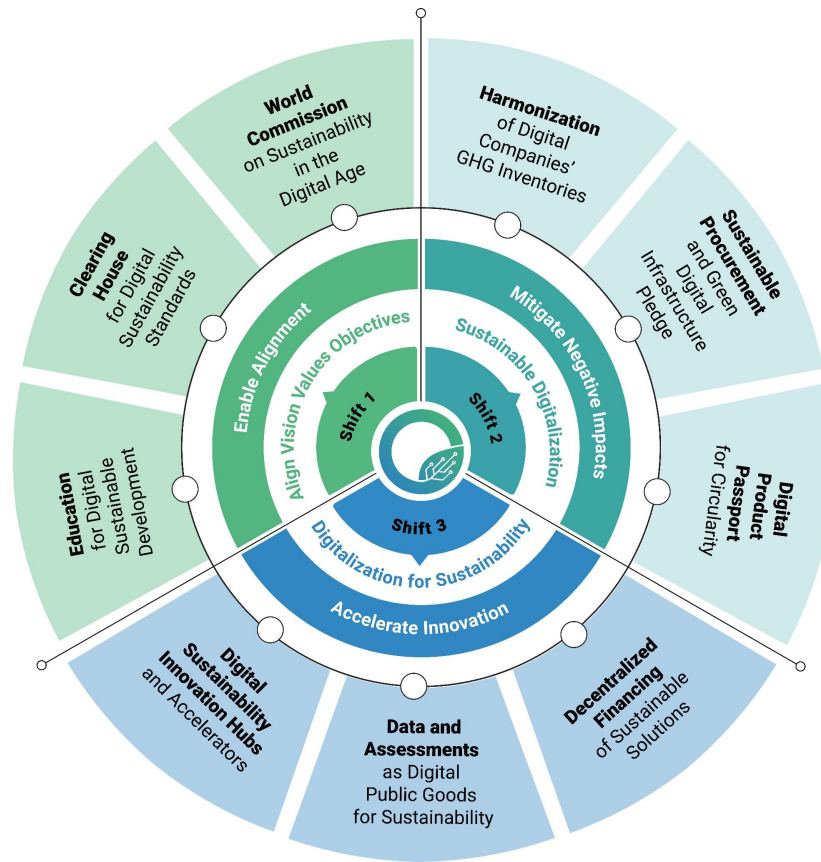 World
Commission
on Sustainability
in the
Digital Age
Harmonization
of Digital
Companies’
GHG Inventories
Clearing
House
for Digital
Sustainability
Standards
Sustainable
Procurement
and Green
Digital
Infrastructure
Pledge
Education
for Digital
Sustainable
Development
Digital
Product
Passport
for Circularity
Enable Alignment
Align Vision Values Objectives
Shift 1
Mitigate Negative Impacts
Sustainable Digitalization
Shift 2
Shift 3
Digitalization for Sustainability
Accelerate Innovation
Digital
Sustainability
Innovation Hubs
and Accelerators
Data and
Assessments
as Digital
Public Goods
for Sustainability
Decentralized
Financing
of Sustainable
Solutions